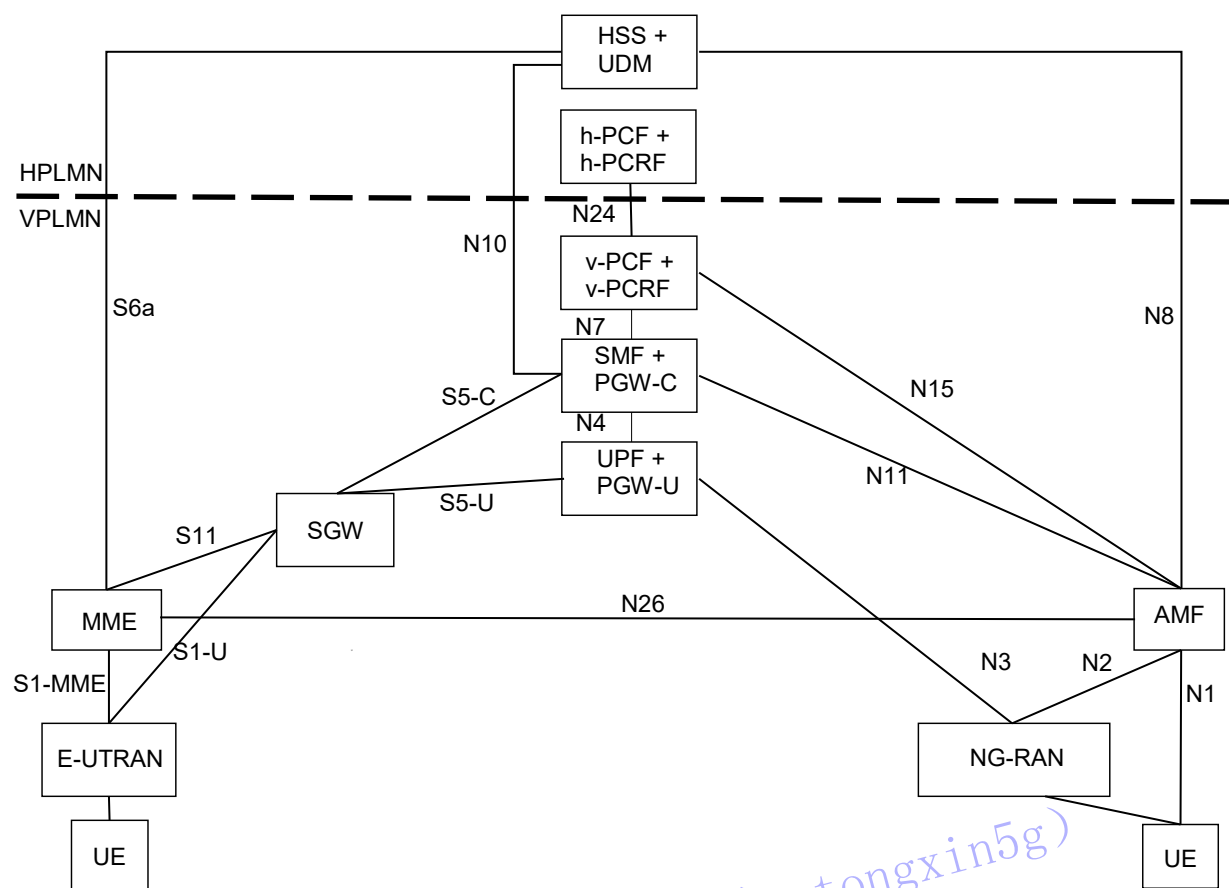 HSS +
UDM
h-PCF +
h-PCRF
HPLMN
VPLMN
N24
N10
v-PCF +
v-PCRF
S6a
N8
N7
SMF +
PGW-C
N15
S5-C
N4
UPF +
PGW-U
N11
S5-U
SGW
S11
N26
MME
AMF
S1-U
N3
N2
S1-MME
N1
E-UTRAN
NG-RAN
UE
UE
tongxin5g)